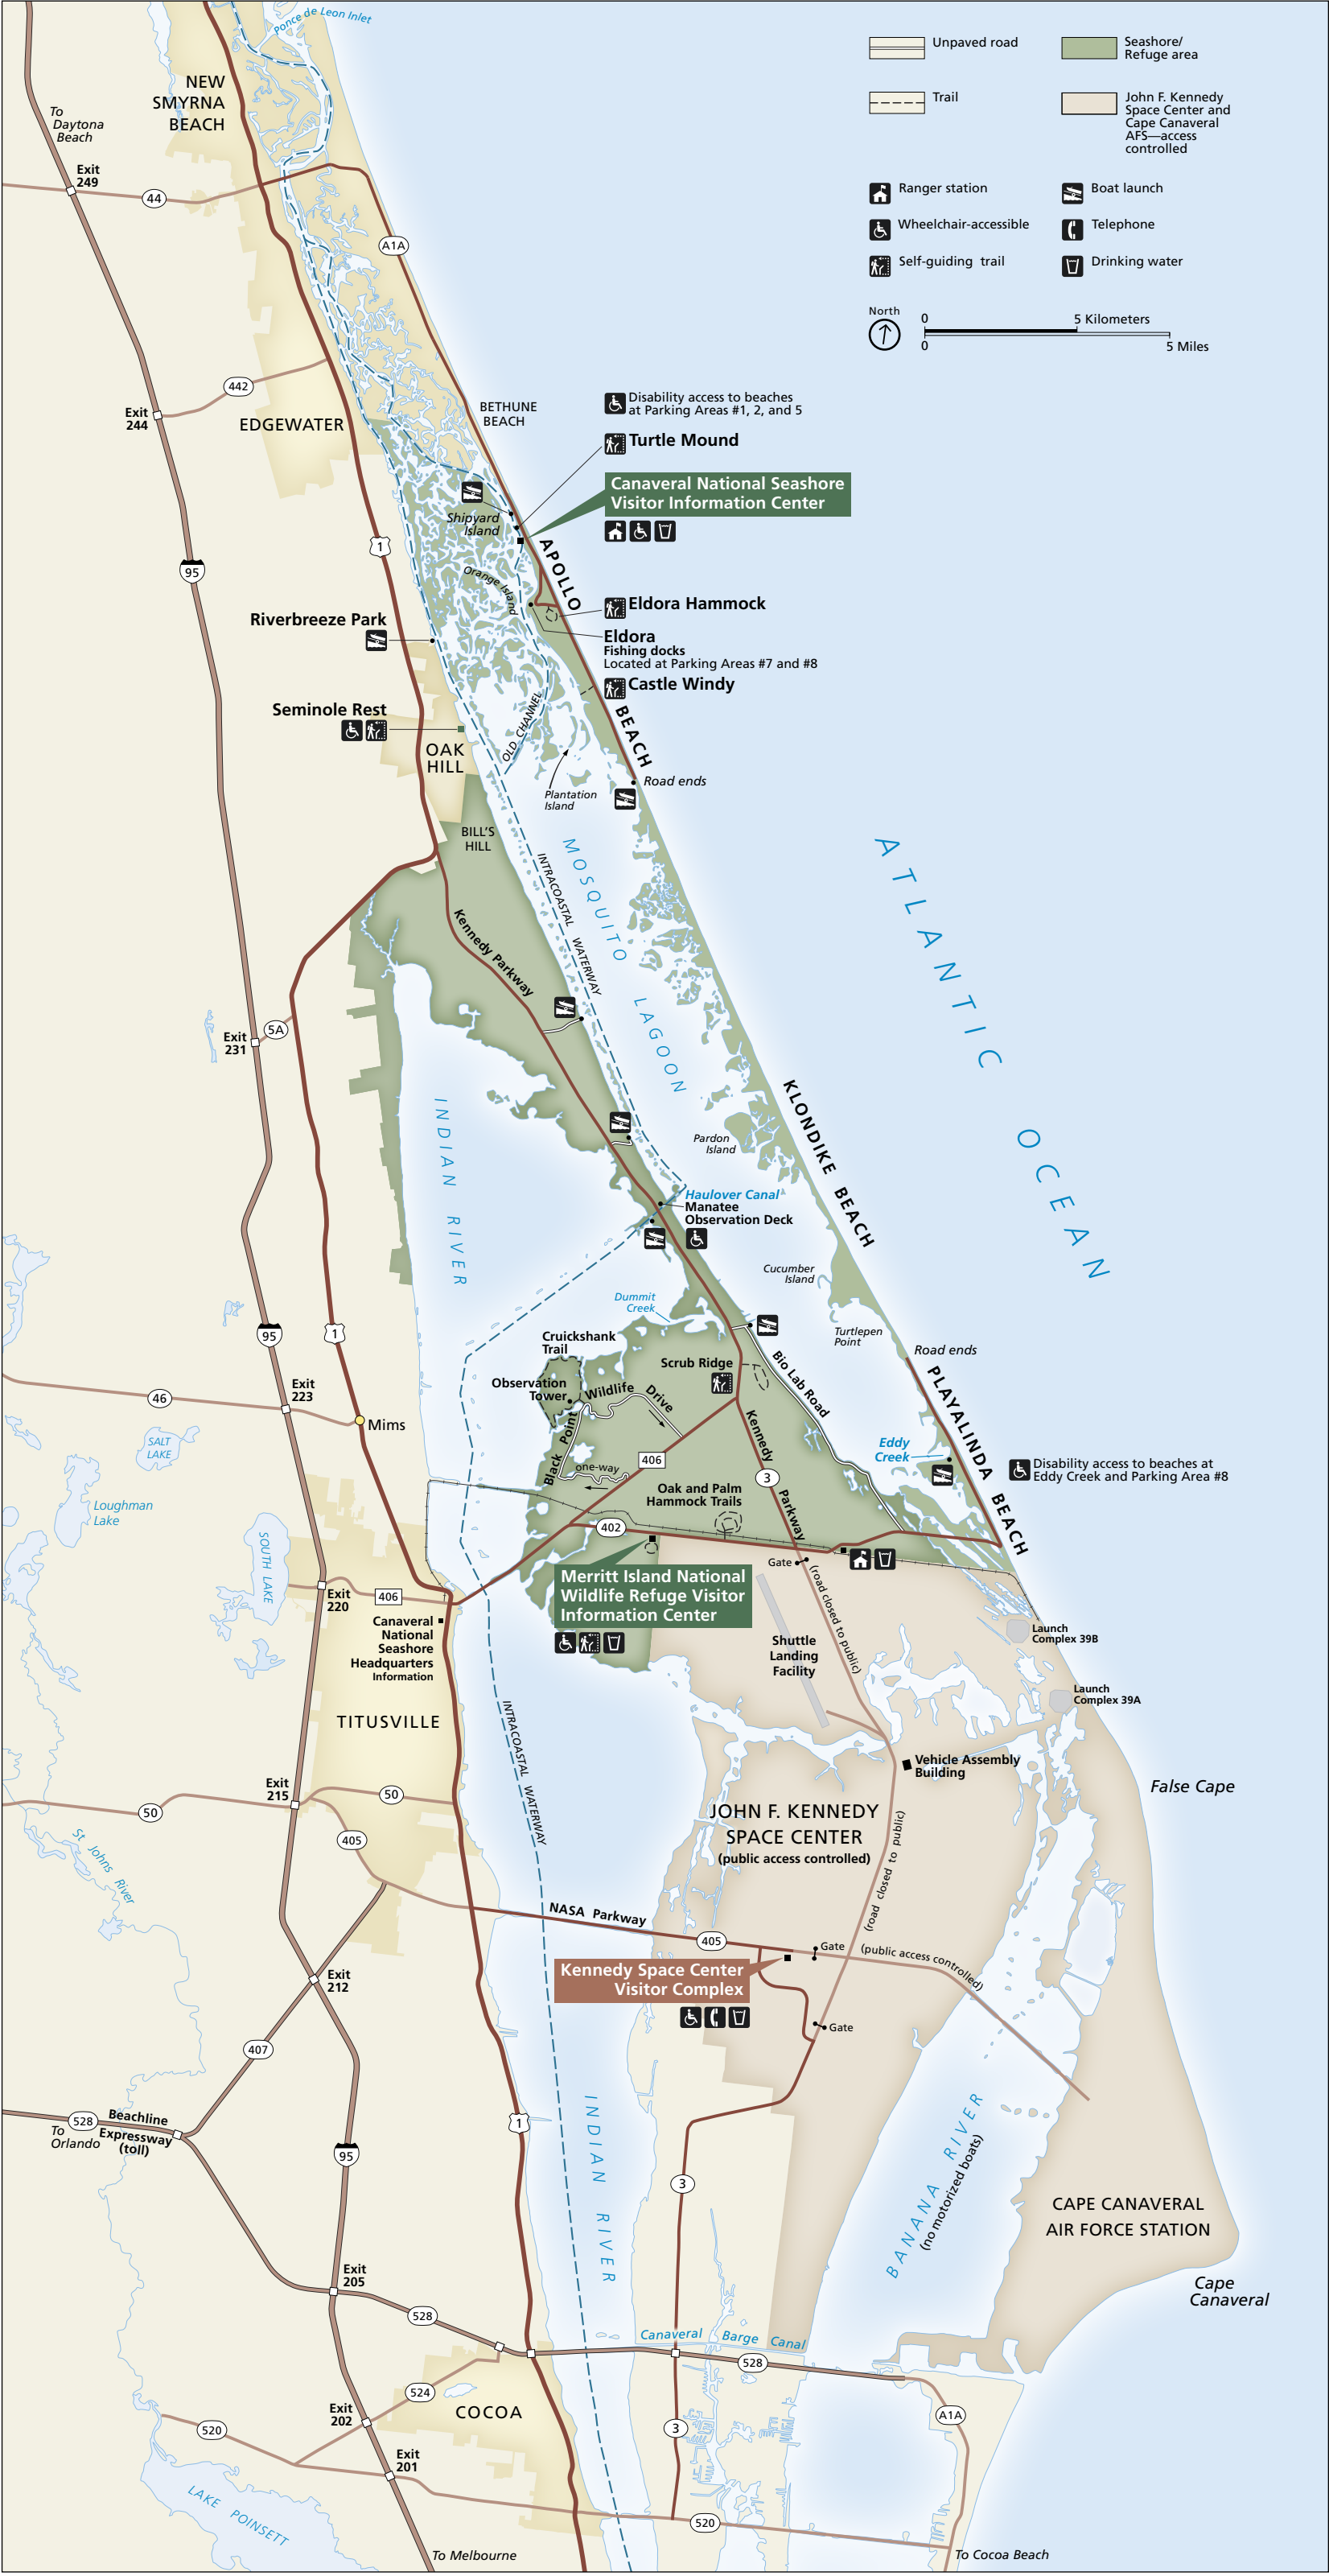 Ponce de Leon Inlet
NEW
SMYRNA
BEACH
To
Daytona
Beach
Exit
249
44
A1A
Unpaved road
Seashore/
Refuge area
Trail
John F. Kennedy
Space Center and
Cape Canaveral
AFS—access
controlled
Ranger station
Boat launch
Wheelchair-accessible
Telephone
Self-guiding trail
Drinking water
North
0
5 Kilometers
0
5 Miles
442
Exit
244
EDGEWATER
BETHUNE
BEACH
Disability access to beaches
at Parking Areas #1, 2, and 5
Turtle Mound
Canaveral National Seashore
Visitor Information Center
Shipyard
Island
1
95
APOLLO BEACH
Orange Island
Eldora Hammock
Riverbreeze Park
Eldora
Fishing docks
Located at Parking Areas #7 and #8
Castle Windy
Seminole Rest
OAK
HILL
OLD CHANNEL
Plantation
Island
Road ends
BILL'S
HILL
MOSQUITO LAGOON
INTRACOASTAL WATERWAY
ATLANTIC OCEAN
Kennedy Parkway
5A
Exit
231
INDIAN RIVER
KLONDIKE BEACH
Pardon
Island
Haulover Canal
Manatee
Observation Deck
Cucumber
Island
Dummit
Creek
Turtlepen
Point
Road ends
1
95
Cruickshank
Trail
Scrub Ridge
Bio Lab Road
Observation
Tower
Black Point Wildlife Drive
PLAYALINDA BEACH
46
Exit
223
Mims
SALT
LAKE
406
Kennedy Parkway
3
one-way
Eddy
Creek
Disability access to beaches at
Eddy Creek and Parking Area #8
Oak and Palm
Hammock Trails
Loughman
Lake
SOUTH LAKE
402
Gate
(road closed to public)
Merritt Island National
Wildlife Refuge Visitor
Information Center
Exit
220
406
Canaveral
National
Seashore
Headquarters
Information
Shuttle
Landing
Facility
Launch
Complex 39B
Launch
Complex 39A
TITUSVILLE
INTRACOASTAL WATERWAY
Vehicle Assembly
Building
False Cape
Exit
215
50
50
405
JOHN F. KENNEDY
SPACE CENTER
(public access controlled)
St Johns River
(road closed to public)
NASA Parkway
405
Gate
(public access controlled)
Kennedy Space Center
Visitor Complex
Exit
212
Gate
407
528
Beachline
Expressway
(toll)
To
Orlando
1
95
INDIAN RIVER
3
BANANA RIVER
(no motorized boats)
CAPE CANAVERAL
AIR FORCE STATION
Cape
Canaveral
Exit
205
528
Canaveral Barge Canal
528
524
COCOA
Exit
202
520
3
A1A
Exit
201
LAKE POINSETT
520
To Melbourne
To Cocoa Beach